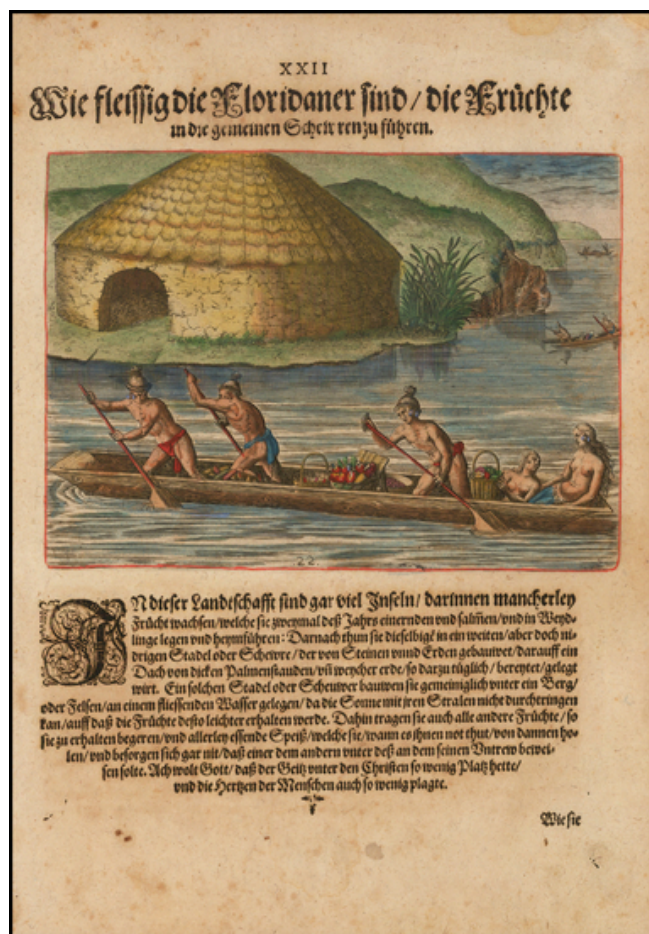 XXII
Wie fleissig die Floridaner sind / die Früchte
in die gemeinen Schewren zu führen.
22
IN dieser Landtschafft sind gar viel Inseln / darinnen mancherley
Frücht wachsen / welche sie zweymal deß Jahrs einernden vnd saḿen / vnd in Weyd-
linge legen vnd heymführen: Darnach thun sie dieselbigē in ein weiten / aber doch ni-
drigen Stadel oder Schewre / der von Steinen vnnd Erden gebauwet / darauff ein
Dach von dicken Palmenstauden / vñ weycher erde / so darzu tüglich / bereytet / gelegt
wirt. Ein solchen Stadel oder Scheuwer bauwen sie gemeiniglich vnter ein Berg /
oder Felsen / an einem fliessenden Wasser gelegen / da die Sonne mit jren Stralen nicht durchtringen
kan / auff daß die Früchte desto leichter erhalten werde. Dahin tragen sie auch alle andere Früchte / so
sie zu erhalten begeren / vnd allerley essende Speiß / welche sie / wann es ihnen not thut / von dannen ho-
len / vnd besorgen sich gar nit / daß einer dem andern vnter deß an dem seinen Vntrew bewei-
sen solte. Ach wolt Gott / daß der Geitz vnter den Christen so wenig Platz hette /
vnd die Hertzen der Menschen auch so wenig plagte.
Wie sie